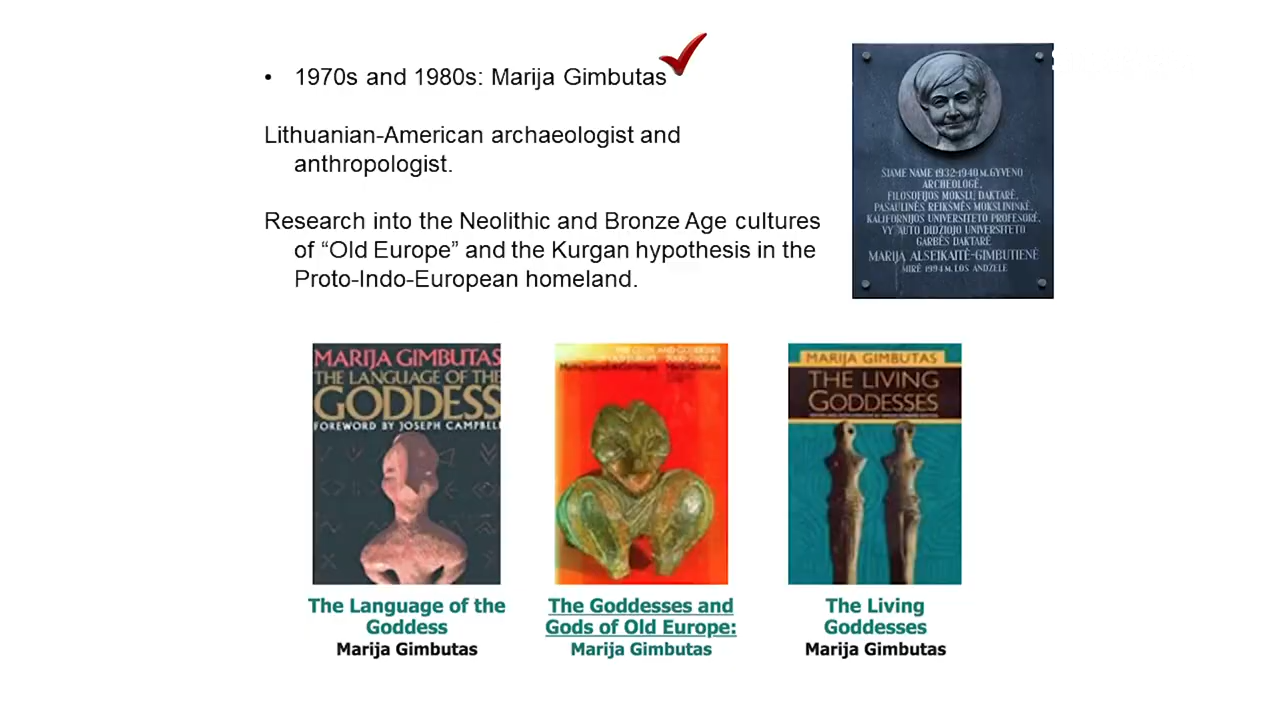 • 1970s and 1980s: Marija Gimbutas
Lithuanian-American archaeologist and
anthropologist.
Research into the Neolithic and Bronze Age cultures
of “Old Europe” and the Kurgan hypothesis in the
Proto-Indo-European homeland.
ŠIAME NAME 1932-1940 M. GYVENO
ARCHEOLOGĖ,
FILOSOFIJOS MOKSLŲ DAKTARĖ,
PASAULINĖS REIKŠMĖS MOKSLININKĖ,
KALIFORNIJOS UNIVERSITETO PROFESORĖ,
VYTAUTO DIDŽIOJO UNIVERSITETO
GARBĖS DAKTARĖ
MARIJA ALSEIKAITĖ-GIMBUTIENĖ
MIRĖ 1994 M. LOS ANDŽELE
MARIJA GIMBUTAS
THE LANGUAGE OF THE
GODDESS
FOREWORD BY JOSEPH CAMPBELL
MARIJA GIMBUTAS
THE LIVING
GODDESSES
The Language of the
Goddess
Marija Gimbutas
The Goddesses and
Gods of Old Europe:
Marija Gimbutas
The Living
Goddesses
Marija Gimbutas